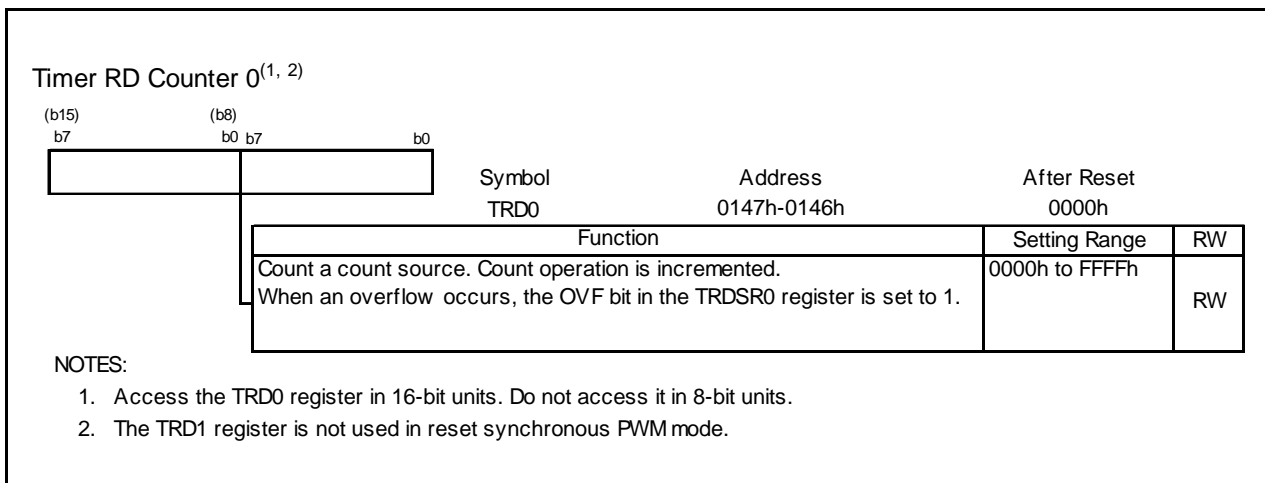 Timer RD Counter 0(1, 2)
(b15) (b8)
b7 b0 b7 b0
Symbol Address After Reset
TRD0 0147h-0146h 0000h
Function Setting Range RW
Count a count source. Count operation is incremented. 0000h to FFFFh
When an overflow occurs, the OVF bit in the TRDSR0 register is set to 1. RW
NOTES:
1. Access the TRD0 register in 16-bit units. Do not access it in 8-bit units.
2. The TRD1 register is not used in reset synchronous PWM mode.